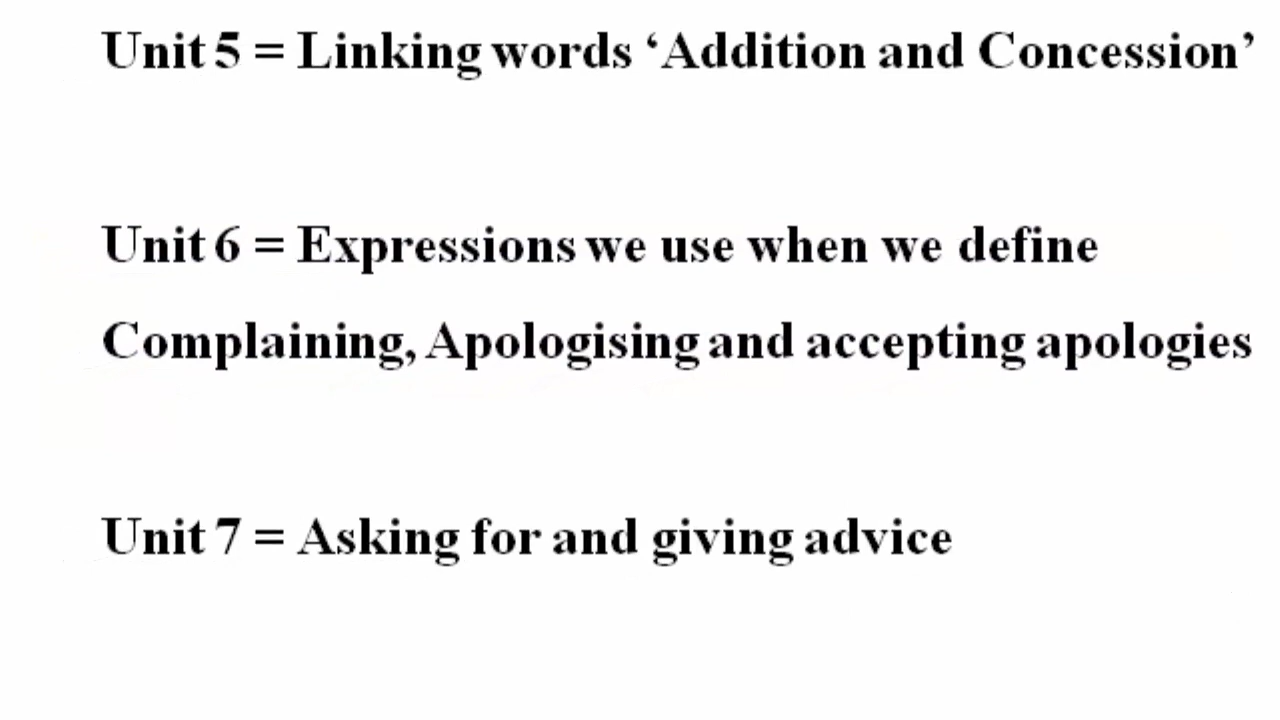 Unit 5 = Linking words ‘Addition and Concession’
Unit 6 = Expressions we use when we define
Complaining, Apologising and accepting apologies
Unit 7 = Asking for and giving advice